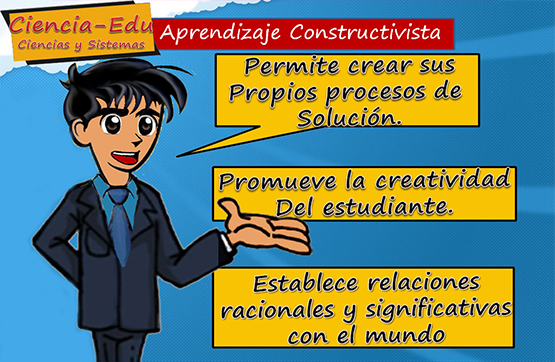 Ciencia-Edu
Ciencias y Sistemas
Aprendizaje Constructivista
Permite crear sus
Propios procesos de
Solución.
Promueve la creatividad
Del estudiante.
Establece relaciones
racionales y significativas
con el mundo